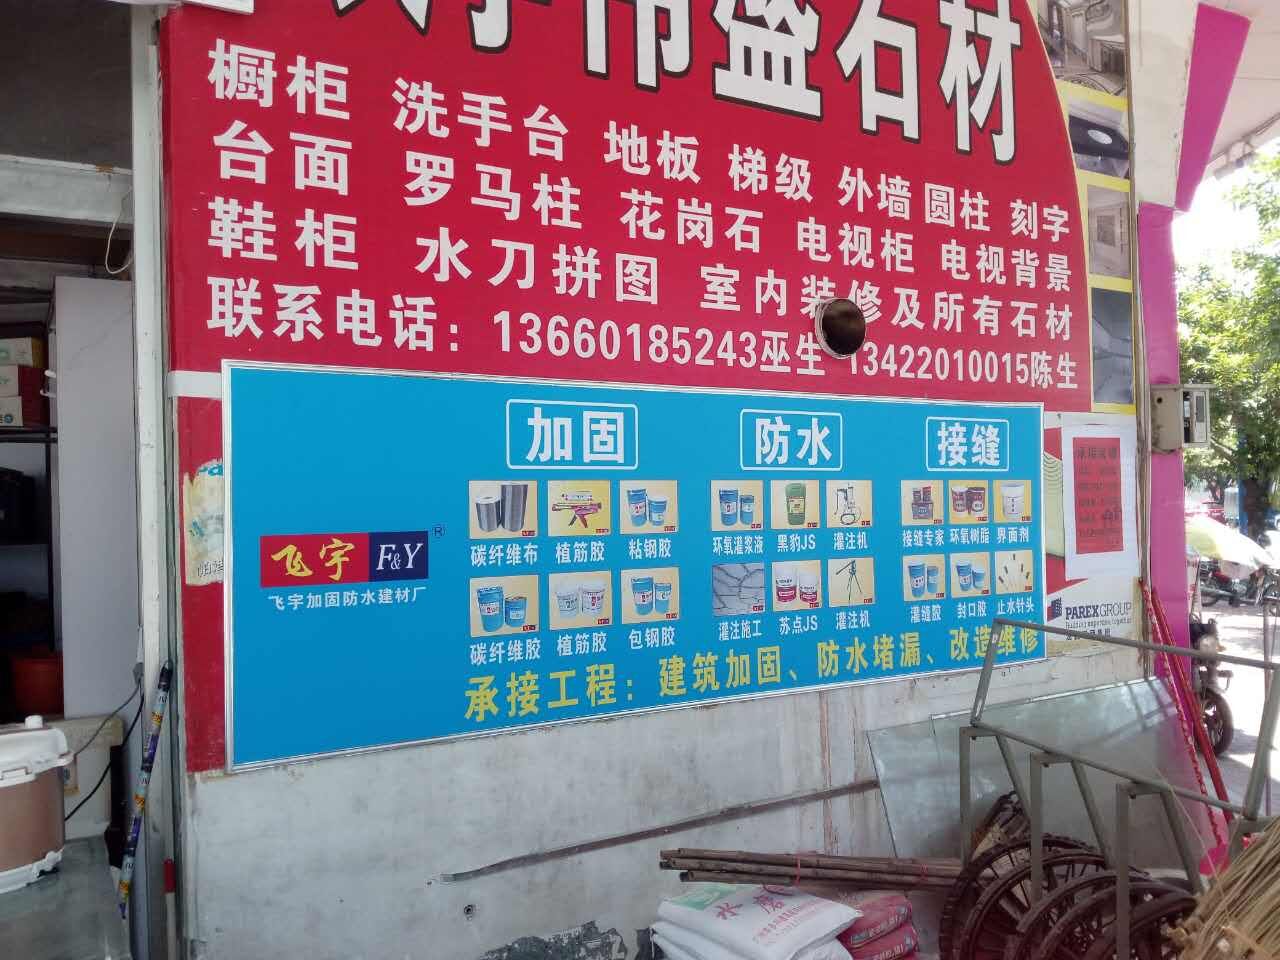 盛石材
橱柜 洗手台 地板 梯级 外墙圆柱 刻字
台面 罗马柱 花岗石 电视柜 电视背景
鞋柜 水刀拼图 室内装修及所有石材
联系电话：13660185243巫生 13422010015陈生
加固 防水 接缝
碳纤维布 植筋胶 粘钢胶 环氧灌浆液 黑豹JS 灌注机 接缝专家 环氧树脂 界面剂
飞宇 F&Y ®
飞宇加固防水建材厂
碳纤维胶 植筋胶 包钢胶 灌注施工 苏点JS 灌注机 灌缝胶 封口胶 止水针头
承接工程：建筑加固、防水堵漏、改造维修
PAREXGROUP
水磨